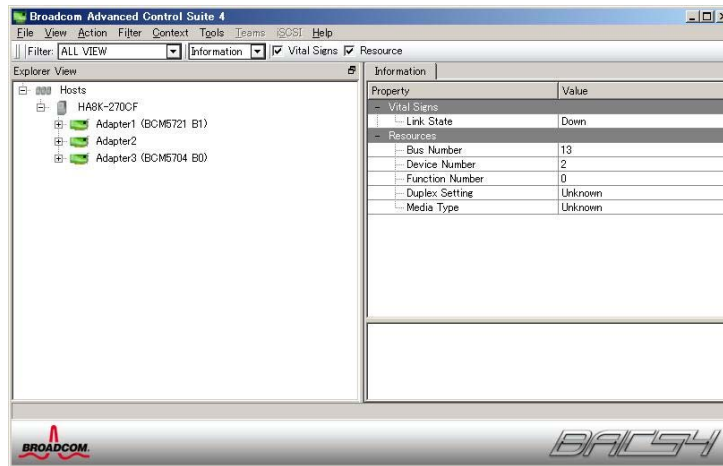 Broadcom Advanced Control Suite 4
File View Action Filter Context Tools Teams iSCSI Help
Filter: ALL VIEW Information Vital Signs Resource
Explorer View
Hosts
HA8K-270CF
Adapter1 (BCM5721 B1)
Adapter2
Adapter3 (BCM5704 B0)
Information
Property Value
Vital Signs
Link State Down
Resources
Bus Number 13
Device Number 2
Function Number 0
Duplex Setting Unknown
Media Type Unknown
BROADCOM.
BACS4